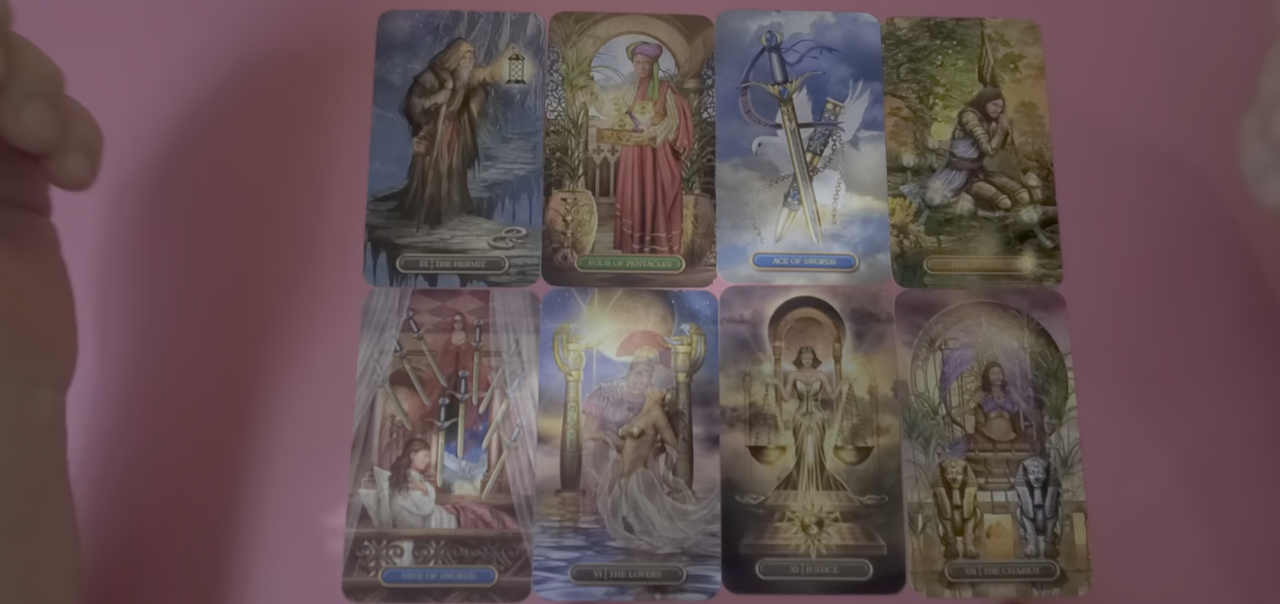 IX | THE HERMIT
FOUR OF PENTACLES
ACE OF SWORDS
NINE OF SWORDS
VI | THE LOVERS
XI | JUSTICE
VII | THE CHARIOT